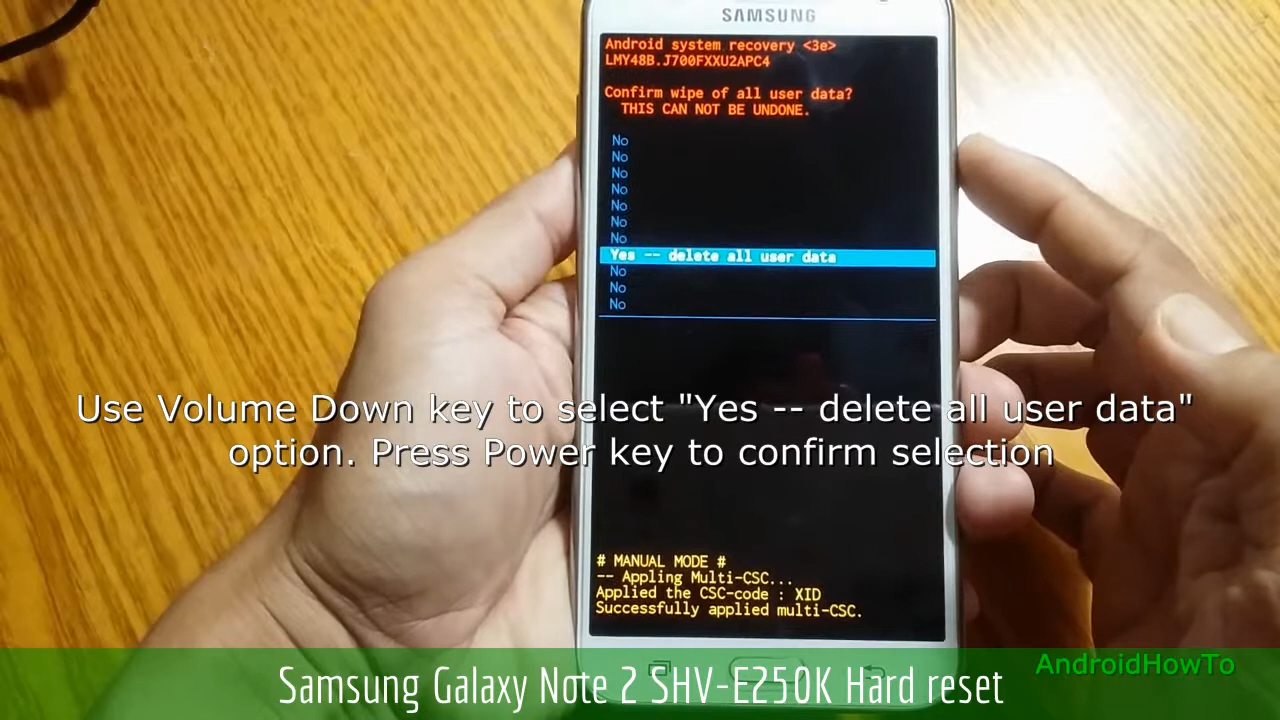 SAMSUNG
Android system recovery <3e>
LMY48B.J700FXXU2APC4
Confirm wipe of all user data?
THIS CAN NOT BE UNDONE.
No
No
No
No
No
No
No
Yes -- delete all user data
No
No
No
Use Volume Down key to select "Yes -- delete all user data"
option. Press Power key to confirm selection
# MANUAL MODE #
-- Appling Multi-CSC...
Applied the CSC-code : XID
Successfully applied multi-CSC.
AndroidHowTo
Samsung Galaxy Note 2 SHV-E250K Hard reset